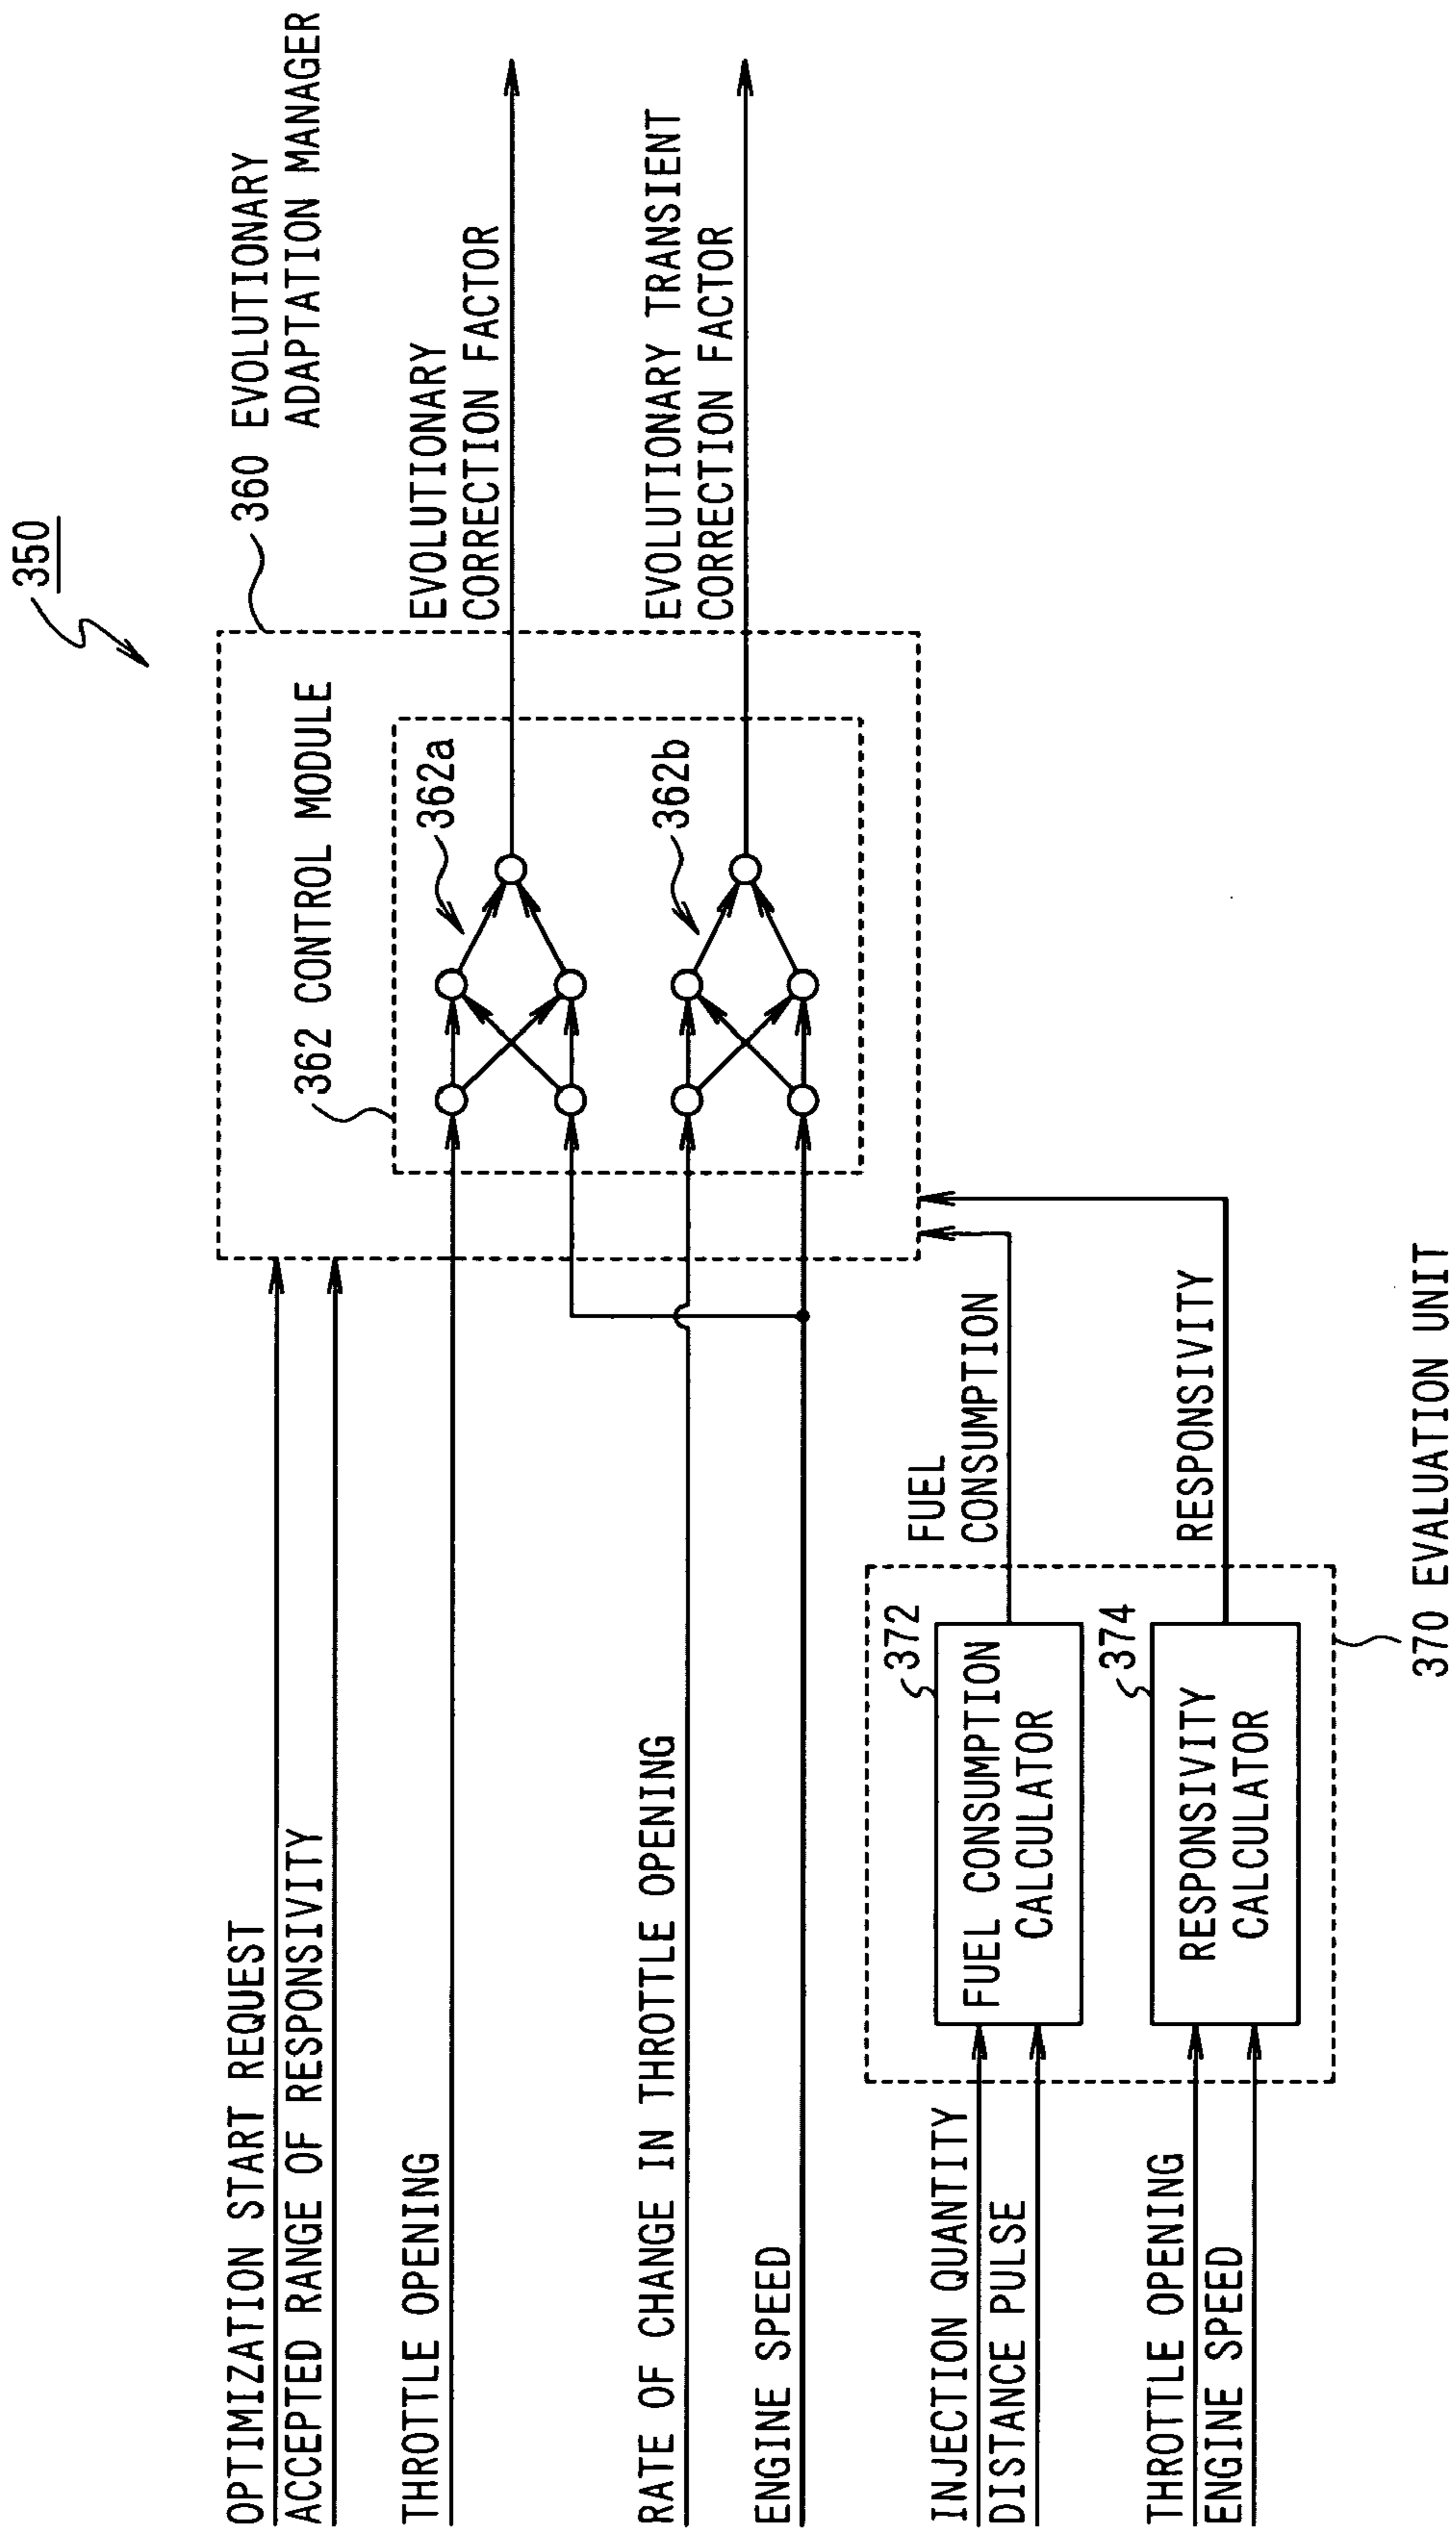 350
360 EVOLUTIONARY
ADAPTATION MANAGER
362 CONTROL MODULE
362a
362b
EVOLUTIONARY
CORRECTION FACTOR
EVOLUTIONARY TRANSIENT
CORRECTION FACTOR
OPTIMIZATION START REQUEST
ACCEPTED RANGE OF RESPONSIVITY
THROTTLE OPENING
RATE OF CHANGE IN THROTTLE OPENING
ENGINE SPEED
INJECTION QUANTITY
DISTANCE PULSE
THROTTLE OPENING
ENGINE SPEED
372
FUEL CONSUMPTION
CALCULATOR
374
RESPONSIVITY
CALCULATOR
FUEL
CONSUMPTION
RESPONSIVITY
370 EVALUATION UNIT